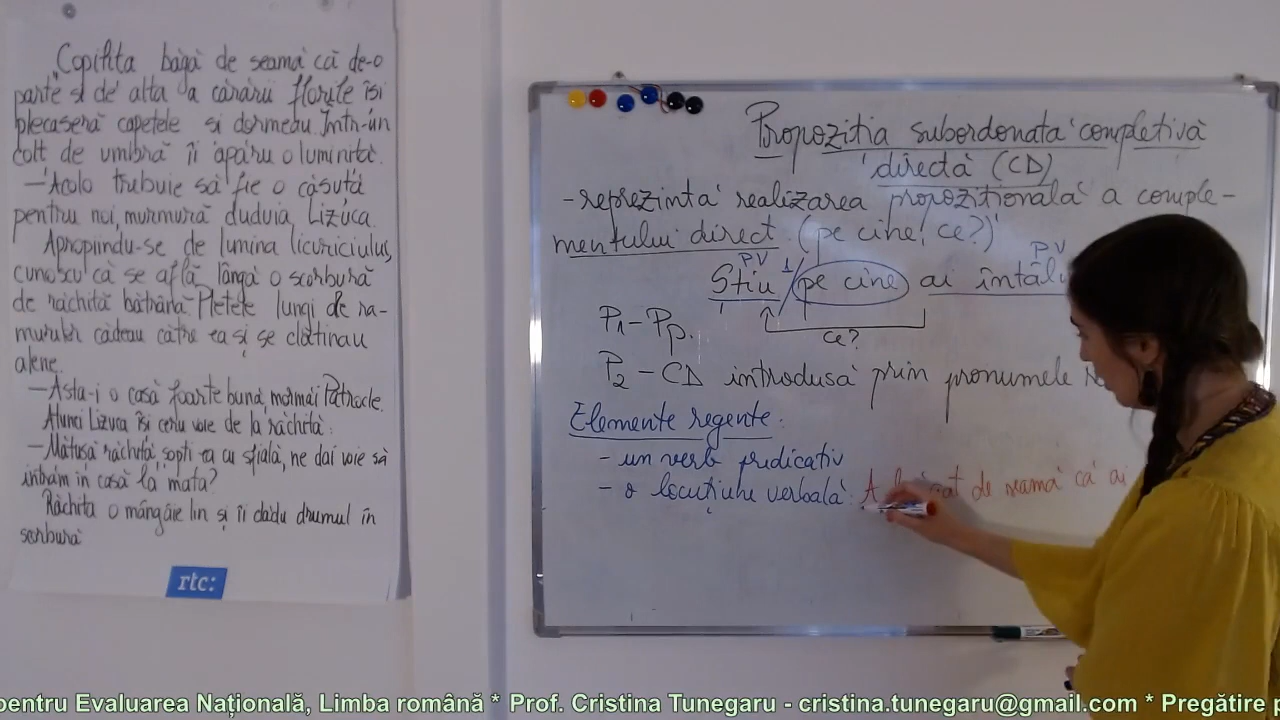 Copilita băgă de seamă că de-o
parte și de alta a cărării florile își
plecaseră capetele și dormeau. Într-un
colț de umbră îi apăru o luminiță.
—Acolo trebuie să fie o căsuță
pentru noi, murmură duduia Lizuca.
Apropiindu-se de lumina licuriciului,
cunoscu că se află lângă o scorbură
de răchită bătrână. Pletele lungi de ra-
murilor cădeau către ea și se clătinau
alene.
—Asta-i o casă foarte bună, mormăi Patrocle.
Atunci Lizuca își ceru voie de la răchită:
—Mătușă răchită, șopti ea cu sfială, ne dai voie să
intrăm în casă la mata?
Răchita o mângâie lin și îi dădu drumul în
scorbură
rtc:
Propoziția subordonată completivă
directă (CD)
-reprezintă realizarea propozițională a comple-
mentului direct (pe cine, ce?)
PV PV
Știu 1/ pe cine ai
ce?
P1-Pp.
P2-CD introdusă prin pronumele
Elemente regente:
- un verb predicativ
- o locuțiune verbală: A de seamă că ai
pentru Evaluarea Națională, Limba română * Prof. Cristina Tunegaru - cristina.tunegaru@gmail.com * Pregătire